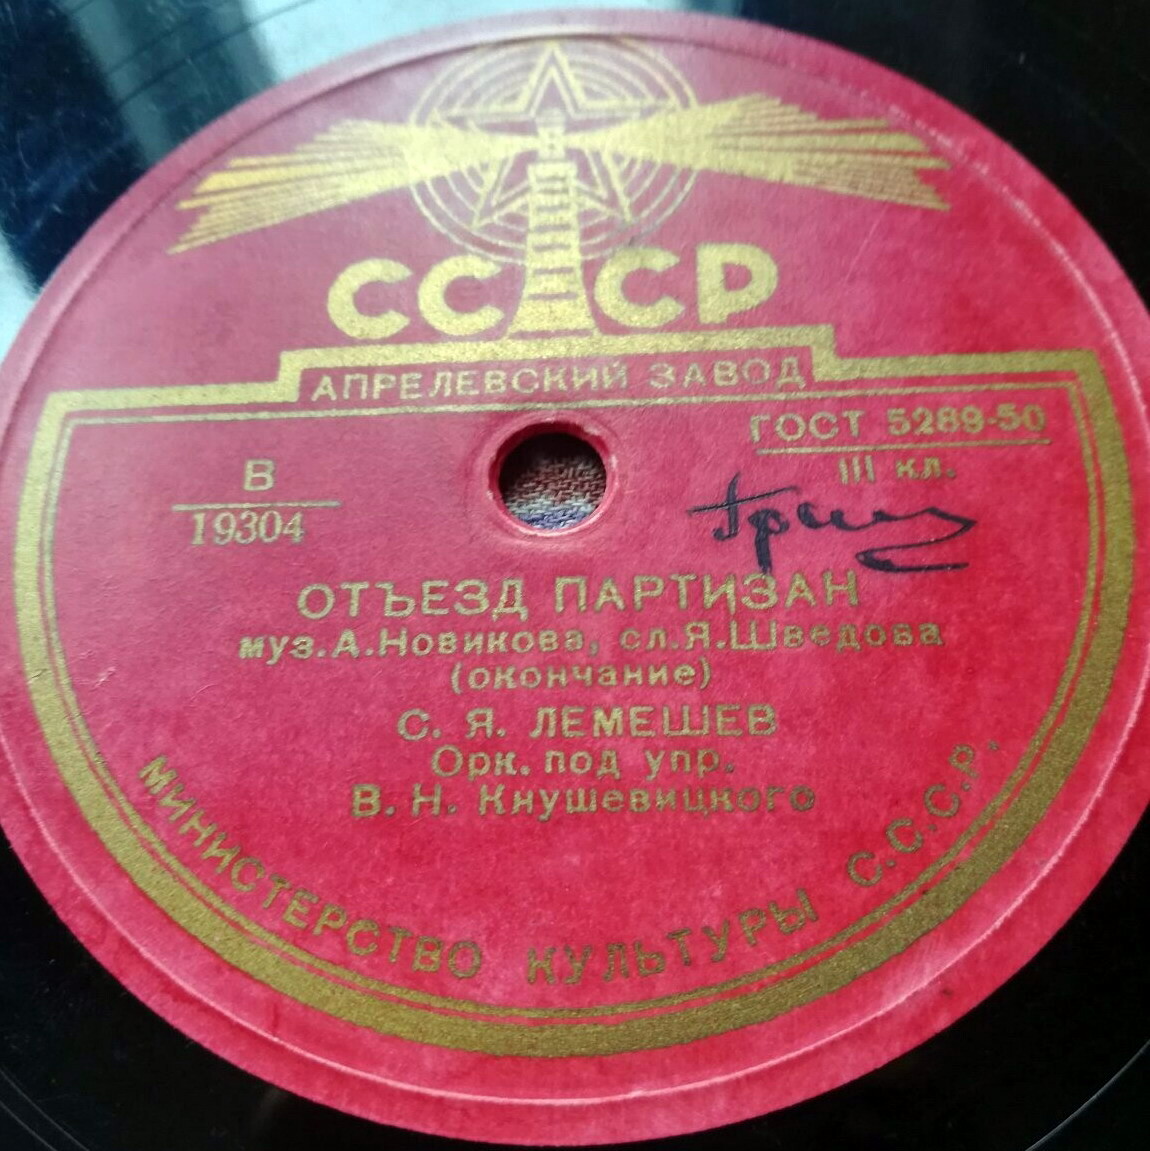 СССР
АПРЕЛЕВСКИЙ ЗАВОД
ГОСТ 5289-50
III кл.
В
19304
ОТЪЕЗД ПАРТИЗАН
муз. А. Новикова, сл. Я. Шведова
(окончание)
С. Я. ЛЕМЕШЕВ
Орк. под упр.
В. Н. Кнушевицкого
МИНИСТЕРСТВО КУЛЬТУРЫ С.С.С.Р.